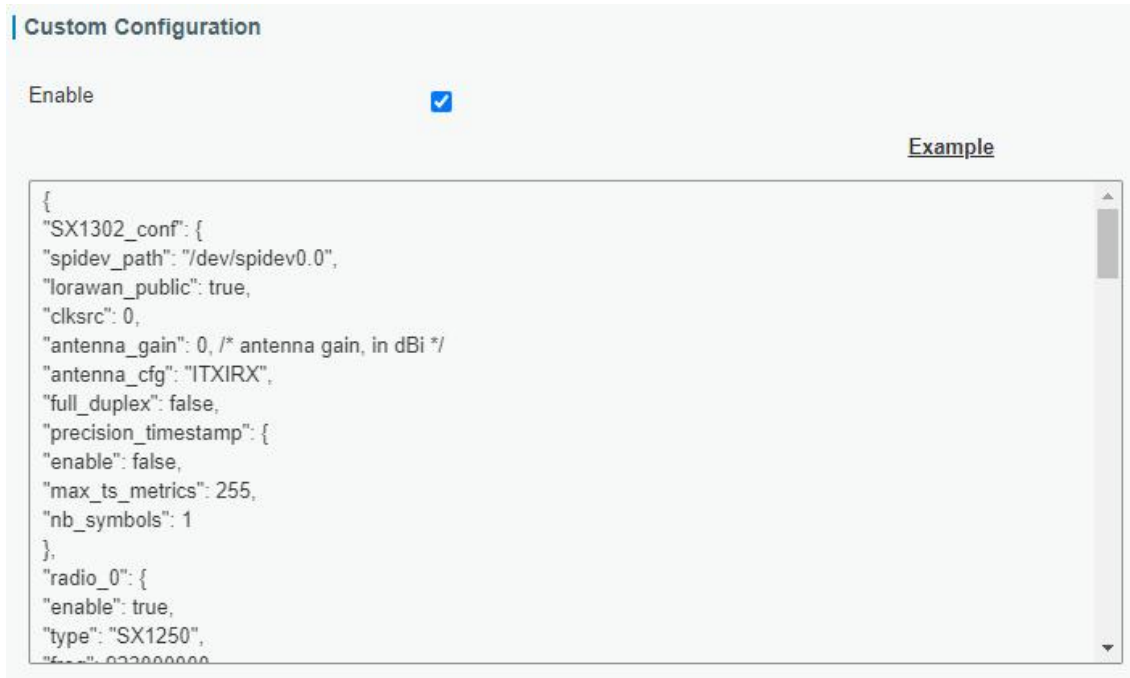 Custom Configuration
Enable
Example
{
"SX1302_conf": {
"spidev_path": "/dev/spidev0.0",
"lorawan_public": true,
"clksrc": 0,
"antenna_gain": 0, /* antenna gain, in dBi */
"antenna_cfg": "ITXIRX",
"full_duplex": false,
"precision_timestamp": {
"enable": false,
"max_ts_metrics": 255,
"nb_symbols": 1
},
"radio_0": {
"enable": true,
"type": "SX1250",